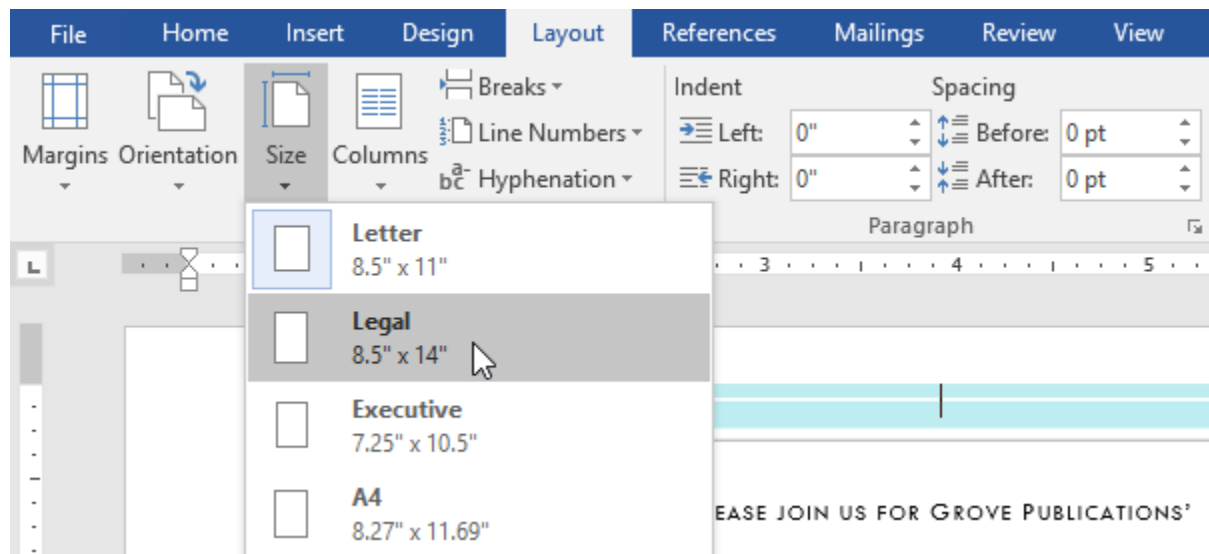 File Home Insert Design Layout References Mailings Review View
Breaks Indent Spacing
Line Numbers Left: 0" Before: 0 pt
Margins Orientation Size Columns
Hyphenation Right: 0" After: 0 pt
Paragraph
Letter
8.5" x 11"
3 4 5
Legal
8.5" x 14"
Executive
7.25" x 10.5"
A4
8.27" x 11.69"
EASE JOIN US FOR GROVE PUBLICATIONS'